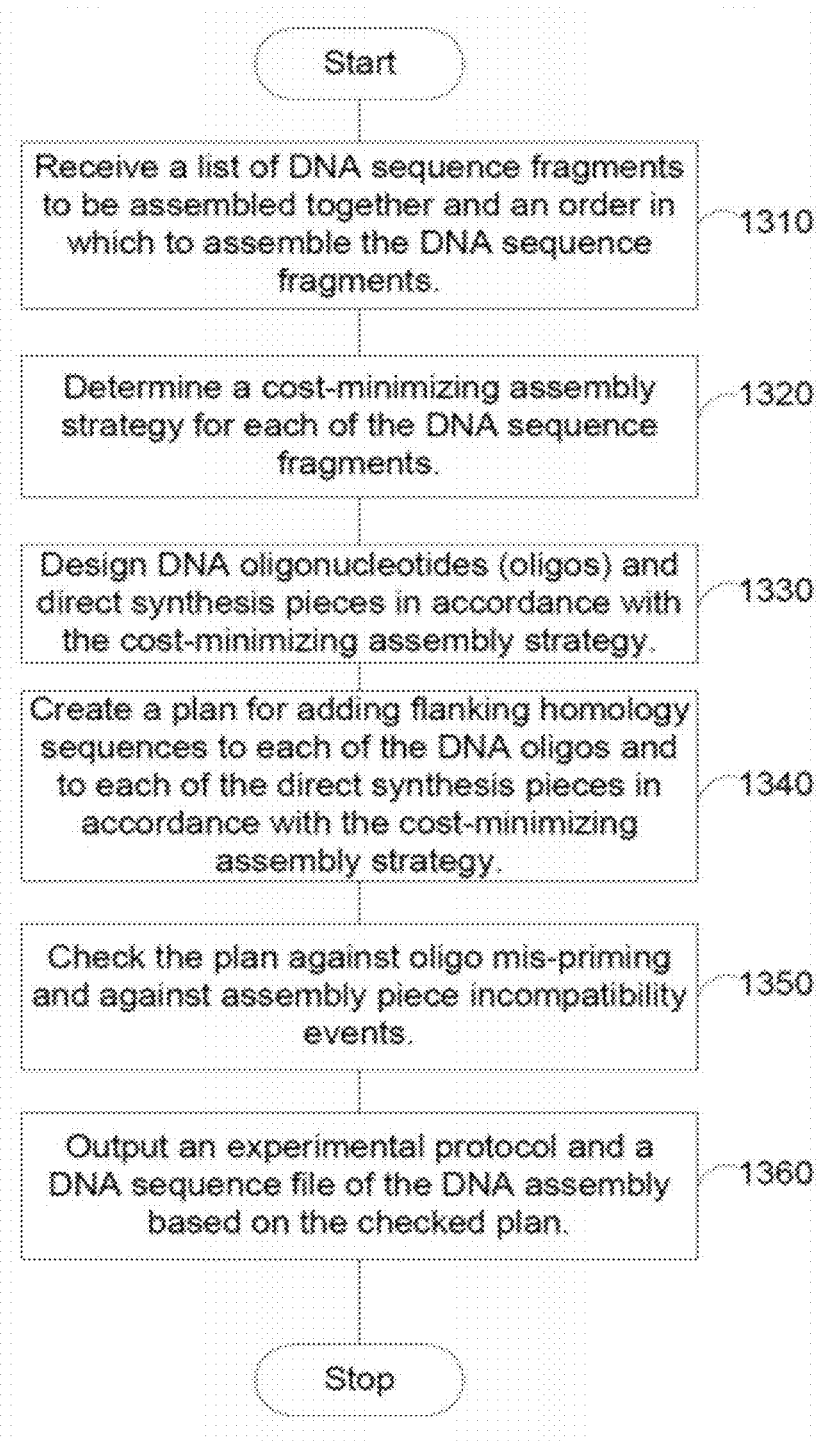 Start
Receive a list of DNA sequence fragments
to be assembled together and an order in
which to assemble the DNA sequence
fragments.
1310
Determine a cost-minimizing assembly
strategy for each of the DNA sequence
fragments.
1320
Design DNA oligonucleotides (oligos) and
direct synthesis pieces in accordance with
the cost-minimizing assembly strategy.
1330
Create a plan for adding flanking homology
sequences to each of the DNA oligos and
to each of the direct synthesis pieces in
accordance with the cost-minimizing
assembly strategy.
1340
Check the plan against oligo mis-priming
and against assembly piece incompatibility
events.
1350
Output an experimental protocol and a
DNA sequence file of the DNA assembly
based on the checked plan.
1360
Stop